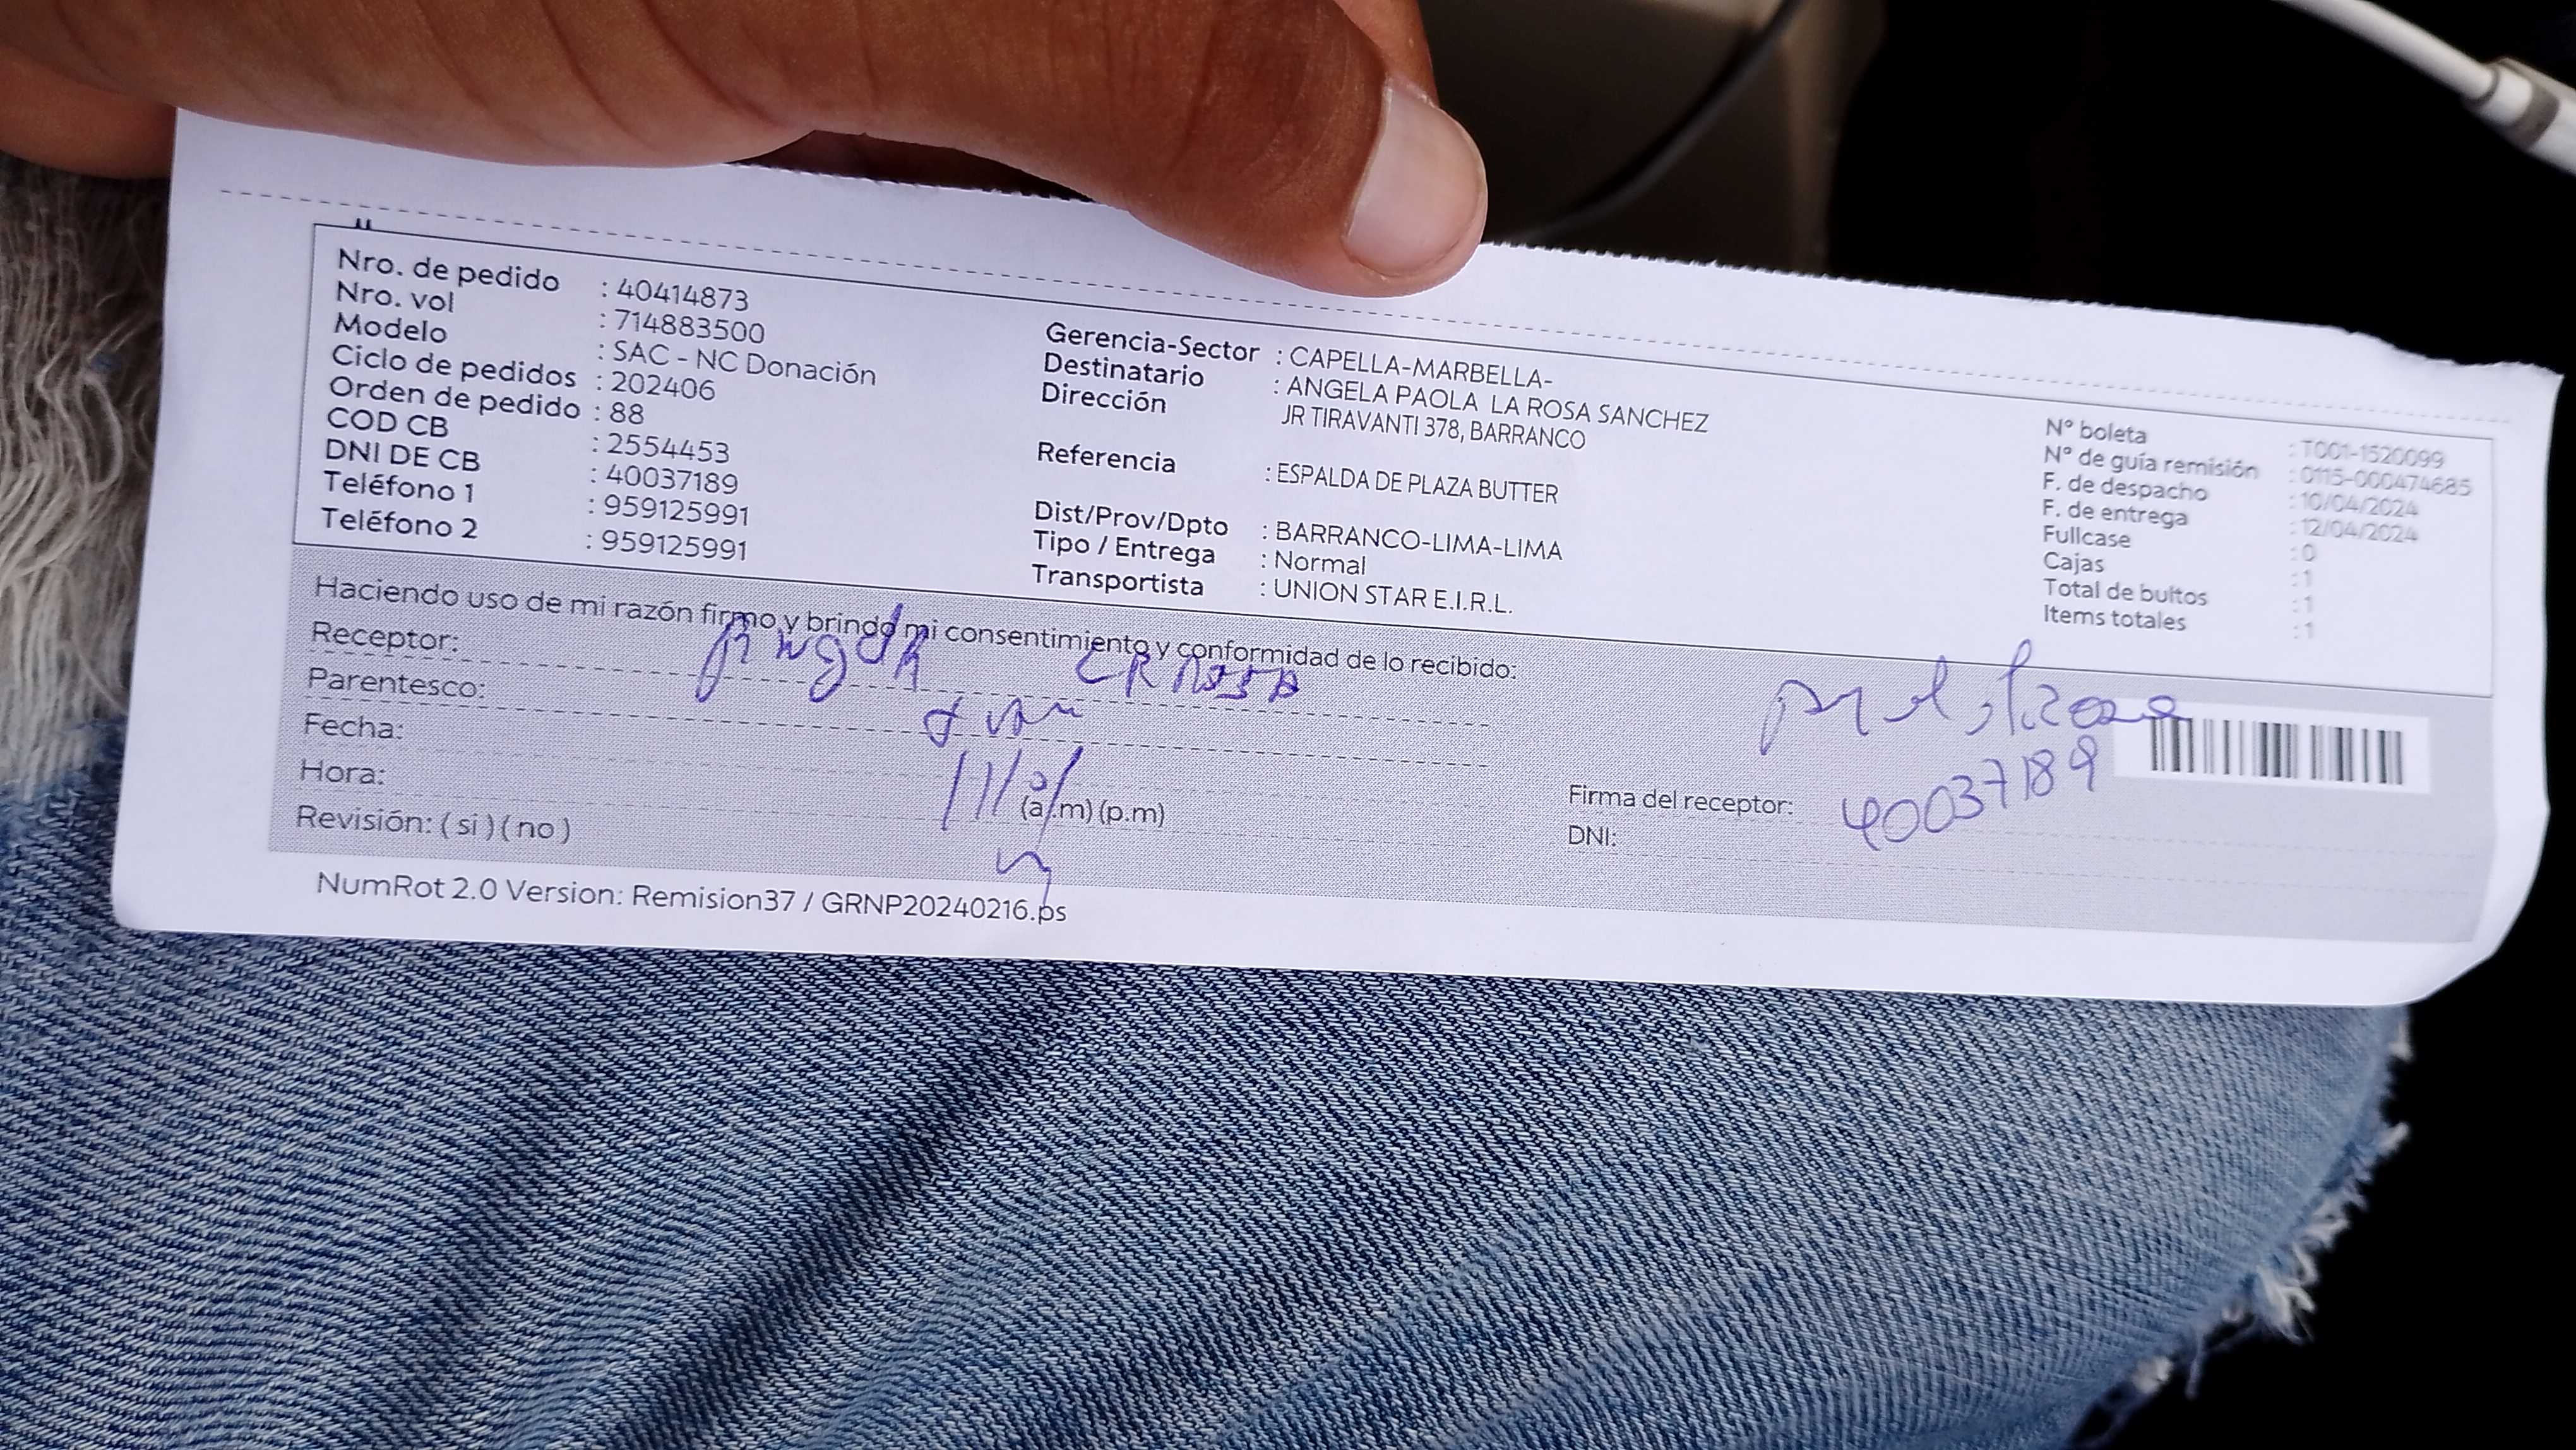 Nro. de pedido : 40414873
Nro. vol : 714883500
Modelo : SAC - NC Donación
Ciclo de pedidos : 202406
Orden de pedido : 88
COD CB : 2554453
DNI DE CB : 40037189
Teléfono 1 : 959125991
Teléfono 2 : 959125991
Gerencia-Sector : CAPELLA-MARBELLA-
Destinatario : ANGELA PAOLA LA ROSA SANCHEZ
Dirección JR TIRAVANTI 378, BARRANCO
Referencia : ESPALDA DE PLAZA BUTTER
Dist/Prov/Dpto : BARRANCO-LIMA-LIMA
Tipo / Entrega : Normal
Transportista : UNION STAR E.I.R.L.
N° boleta : T001-1520099
N° de guía remisión : 0115-000474685
F. de despacho : 10/04/2024
F. de entrega : 12/04/2024
Fullcase : 0
Cajas : 1
Total de bultos : 1
Items totales : 1
Haciendo uso de mi razón firmo y brindo mi consentimiento y conformidad de lo recibido:
Receptor: Angela
Parentesco:
Fecha:
Hora: (a.m) (p.m)
Revisión: ( si ) ( no )
Firma del receptor:
DNI: 40037189
NumRot 2.0 Version: Remision37 / GRNP20240216.ps